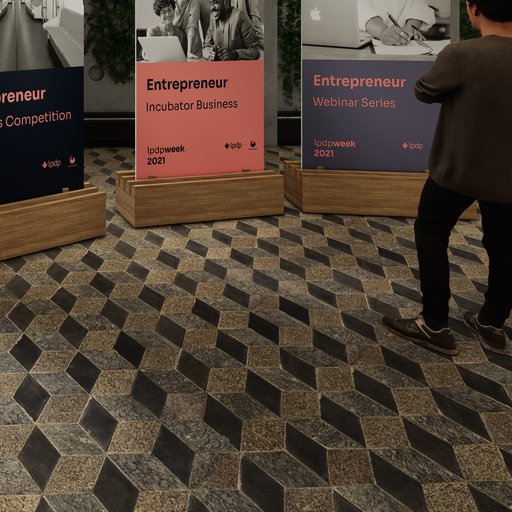 preneur
s Competition
lpdp
Entrepreneur
Incubator Business
lpdpweek
2021
lpdp
Entrepreneur
Webinar Series
lpdpweek
2021
lpdp